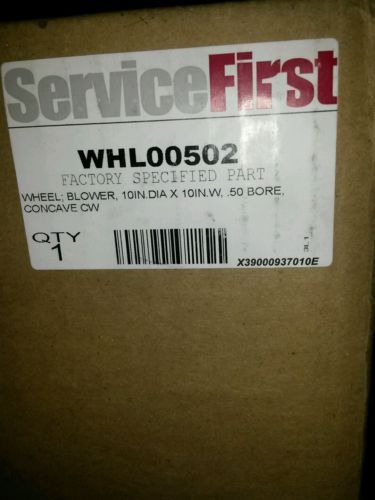 ServiceFirst
WHL00502
FACTORY SPECIFIED PART
WHEEL; BLOWER, 10IN.DIA X 10IN.W, .50 BORE,
CONCAVE CW
QTY
1
X39000937010E